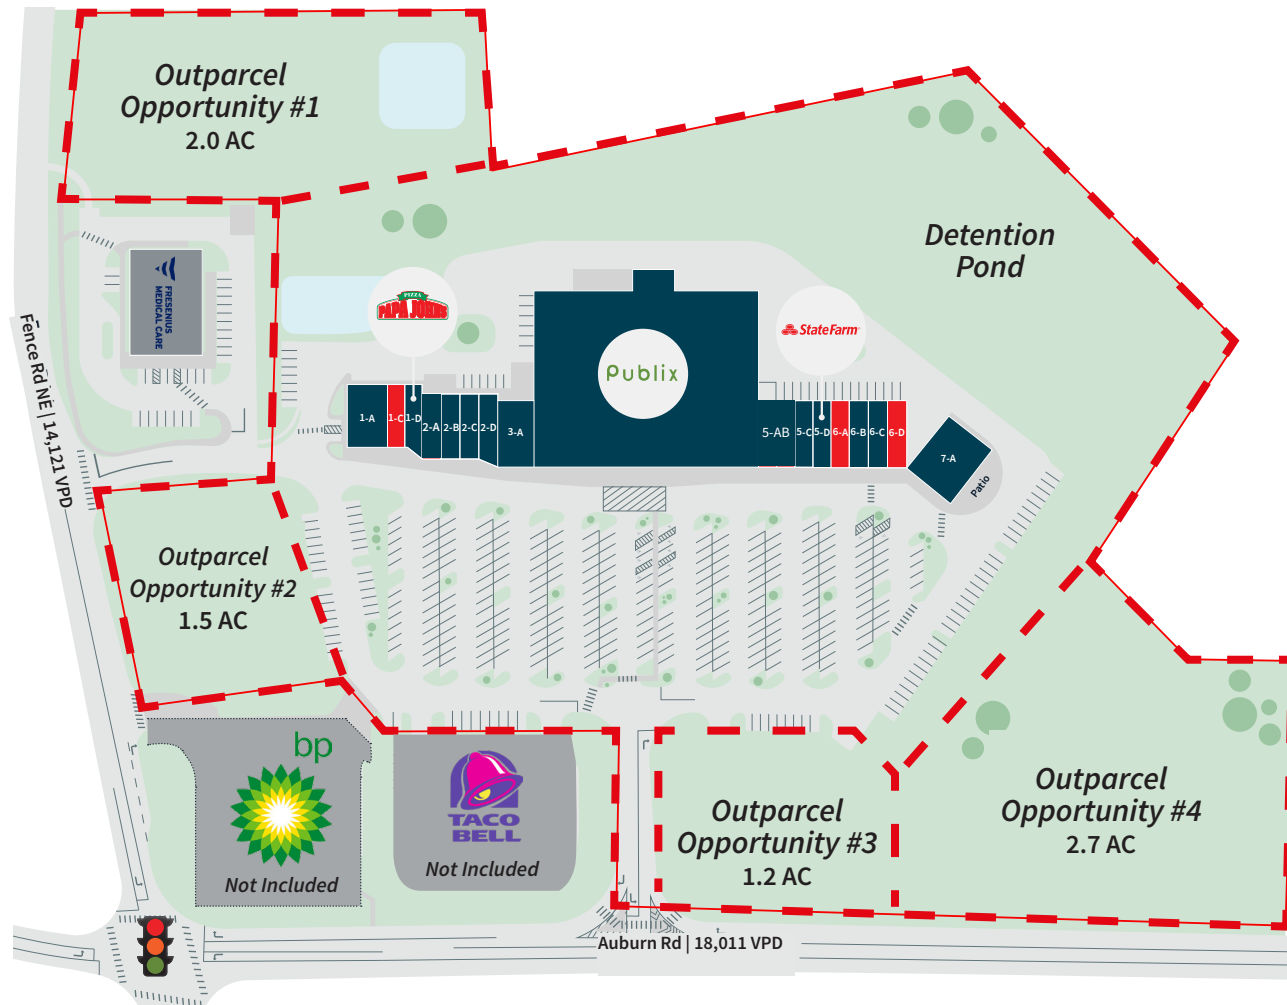 Outparcel
Opportunity #1
2.0 AC
Detention
Pond
FRESENIUS
MEDICAL CARE
PIZZA
PAPA JOHNS
StateFarm
Publix
Fence Rd NE | 14,121 VPD
1-A
1-C
1-D
2-A
2-B
2-C
2-D
3-A
5-AB
5-C
5-D
6-A
6-B
6-C
6-D
7-A
Patio
Outparcel
Opportunity #2
1.5 AC
bp
Not Included
TACO
BELL
Not Included
Outparcel
Opportunity #3
1.2 AC
Outparcel
Opportunity #4
2.7 AC
Auburn Rd | 18,011 VPD